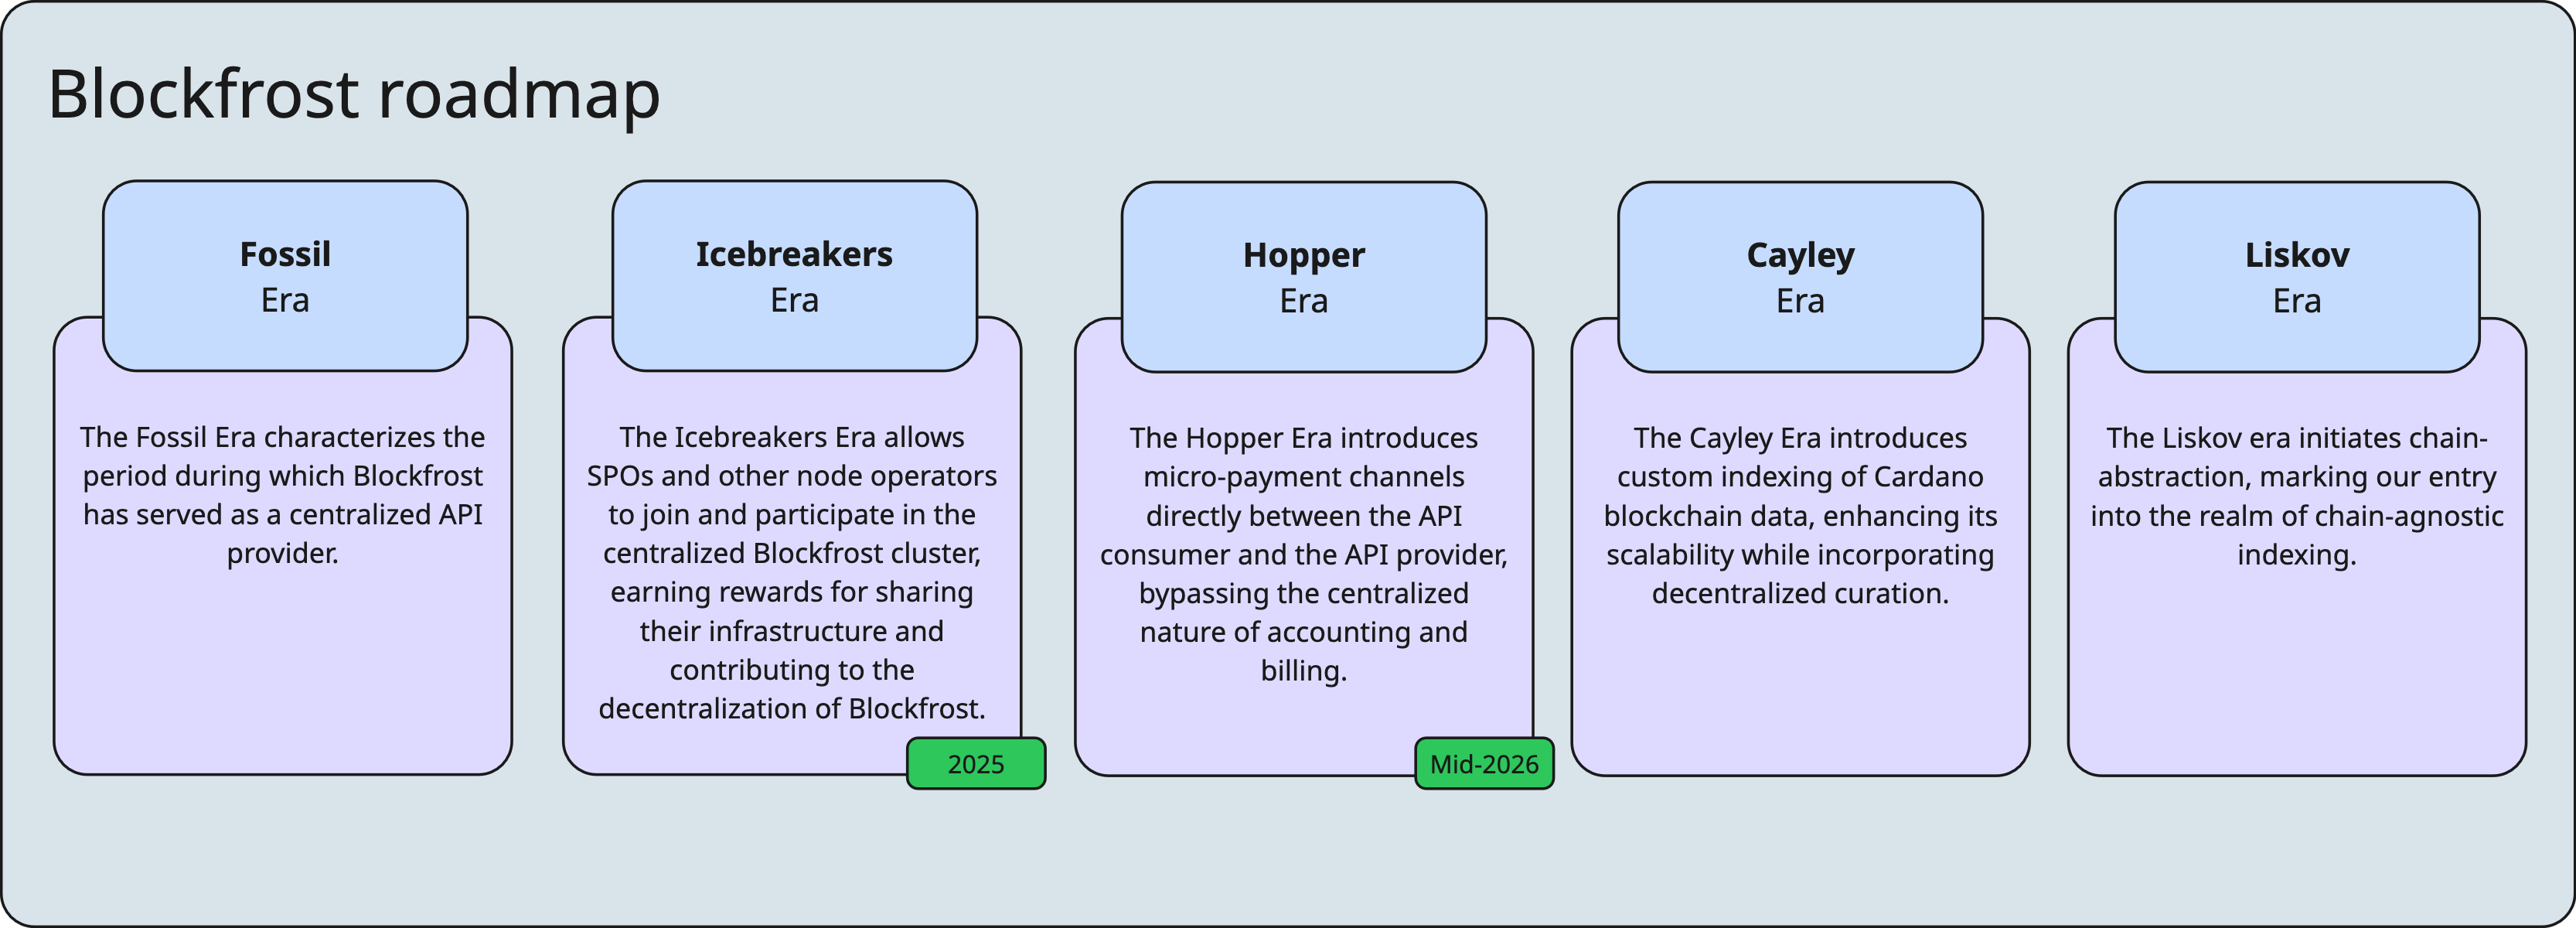 Blockfrost roadmap
Fossil
Era
The Fossil Era characterizes the
period during which Blockfrost
has served as a centralized API
provider.
Icebreakers
Era
The Icebreakers Era allows
SPOs and other node operators
to join and participate in the
centralized Blockfrost cluster,
earning rewards for sharing
their infrastructure and
contributing to the
decentralization of Blockfrost.
2025
Hopper
Era
The Hopper Era introduces
micro-payment channels
directly between the API
consumer and the API provider,
bypassing the centralized
nature of accounting and
billing.
Mid-2026
Cayley
Era
The Cayley Era introduces
custom indexing of Cardano
blockchain data, enhancing its
scalability while incorporating
decentralized curation.
Liskov
Era
The Liskov era initiates chain-
abstraction, marking our entry
into the realm of chain-agnostic
indexing.